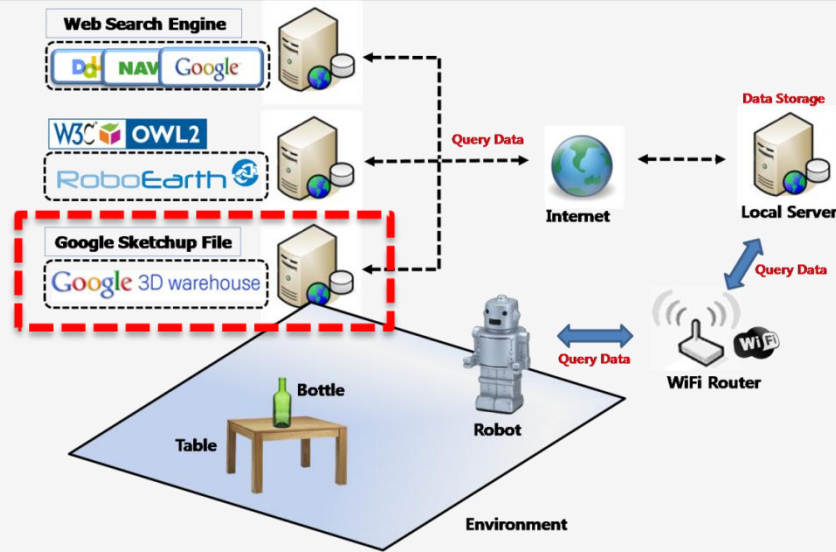 Web Search Engine
Da NAV Google
Data Storage
W3C OWL2
Query Data
RoboEarth
Internet
Local Server
Google Sketchup File
Query Data
Google 3D warehouse
WiFi
Query Data
WiFi Router
Bottle
Robot
Table
Environment